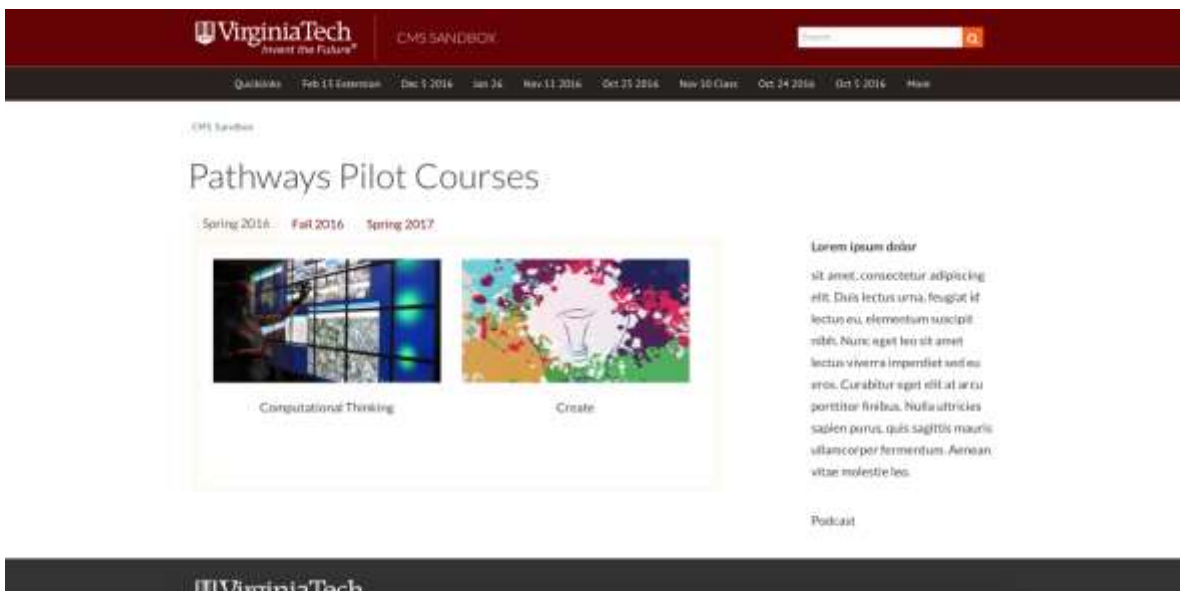 VirginiaTech
Invent the Future®
CMS SANDBOX
Search
Quicklinks Feb 15 Extension Dec 5 2016 Jan 26 Nov 11 2016 Oct 25 2016 Nov 10 Class Oct 24 2016 Oct 5 2016 More
CMS Sandbox
Pathways Pilot Courses
Spring 2016 Fall 2016 Spring 2017
Computational Thinking
Create
Lorem ipsum dolor
sit amet, consectetur adipiscing
elit. Duis lectus urna, feugiat id
lectus eu, elementum suscipit
nibh. Nunc eget leo sit amet
lectus viverra imperdiet sed eu
eros. Curabitur eget elit at arcu
porttitor finibus. Nulla ultricies
sapien purus, quis sagittis mauris
ullamcorper fermentum. Aenean
vitae molestie leo.
Podcast
VirginiaTech